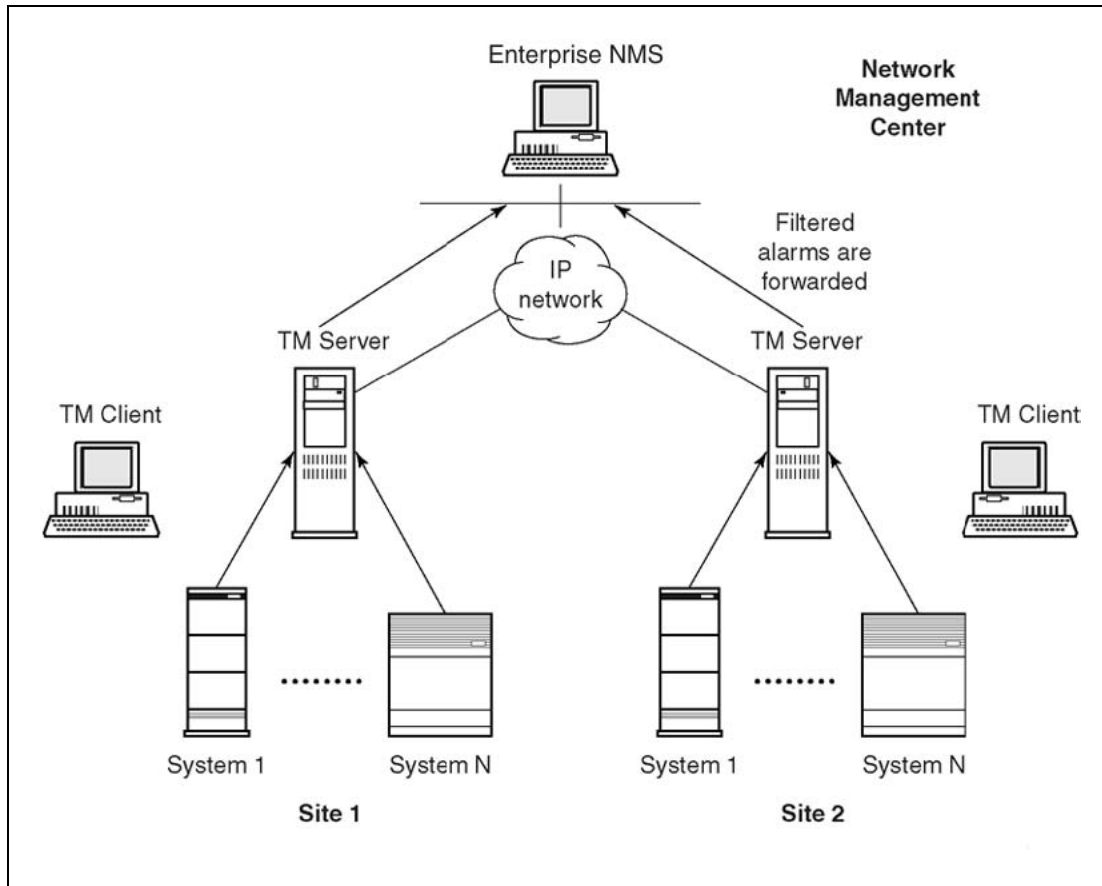 Enterprise NMS
Network
Management
Center
Filtered
alarms are
forwarded
IP
network
TM Server
TM Server
TM Client
TM Client
System 1
System N
System 1
System N
Site 1
Site 2